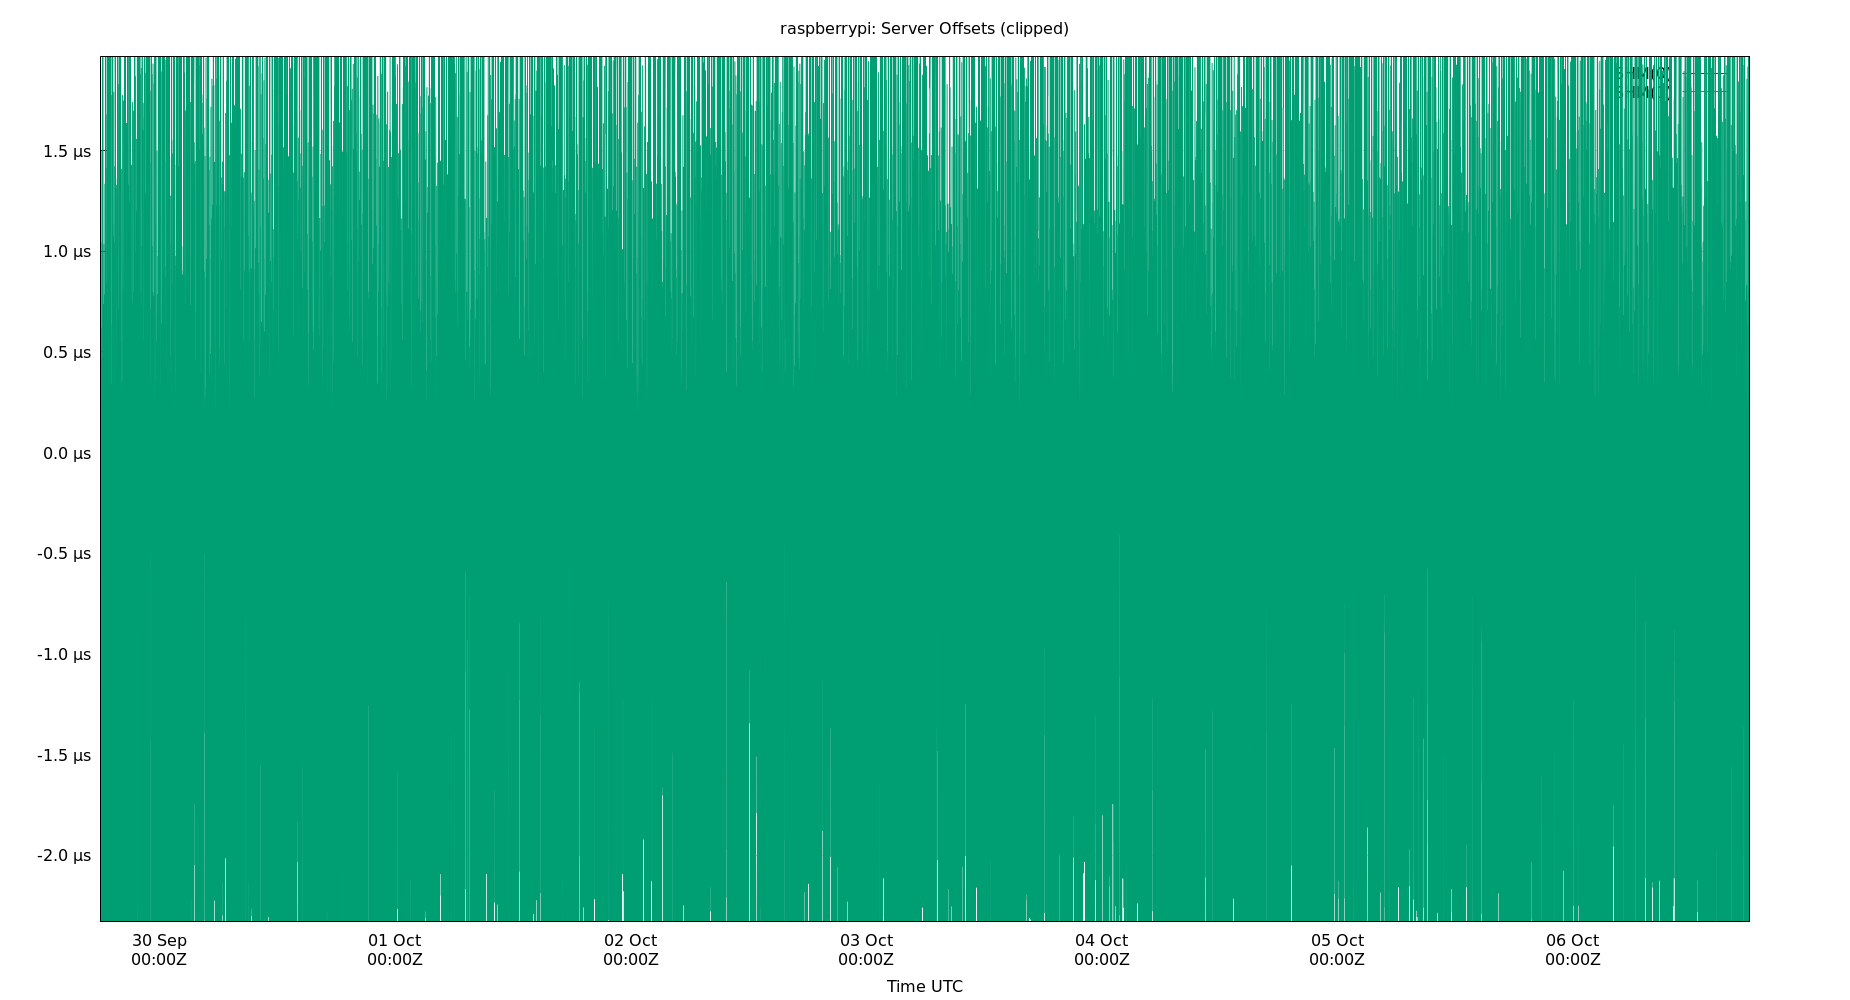 raspberrypi: Server Offsets (clipped)
1.5 µs
1.0 µs
0.5 µs
0.0 µs
-0.5 µs
-1.0 µs
-1.5 µs
-2.0 µs
30 Sep 01 Oct 02 Oct 03 Oct 04 Oct 05 Oct 06 Oct
00:00Z 00:00Z 00:00Z 00:00Z 00:00Z 00:00Z 00:00Z
Time UTC